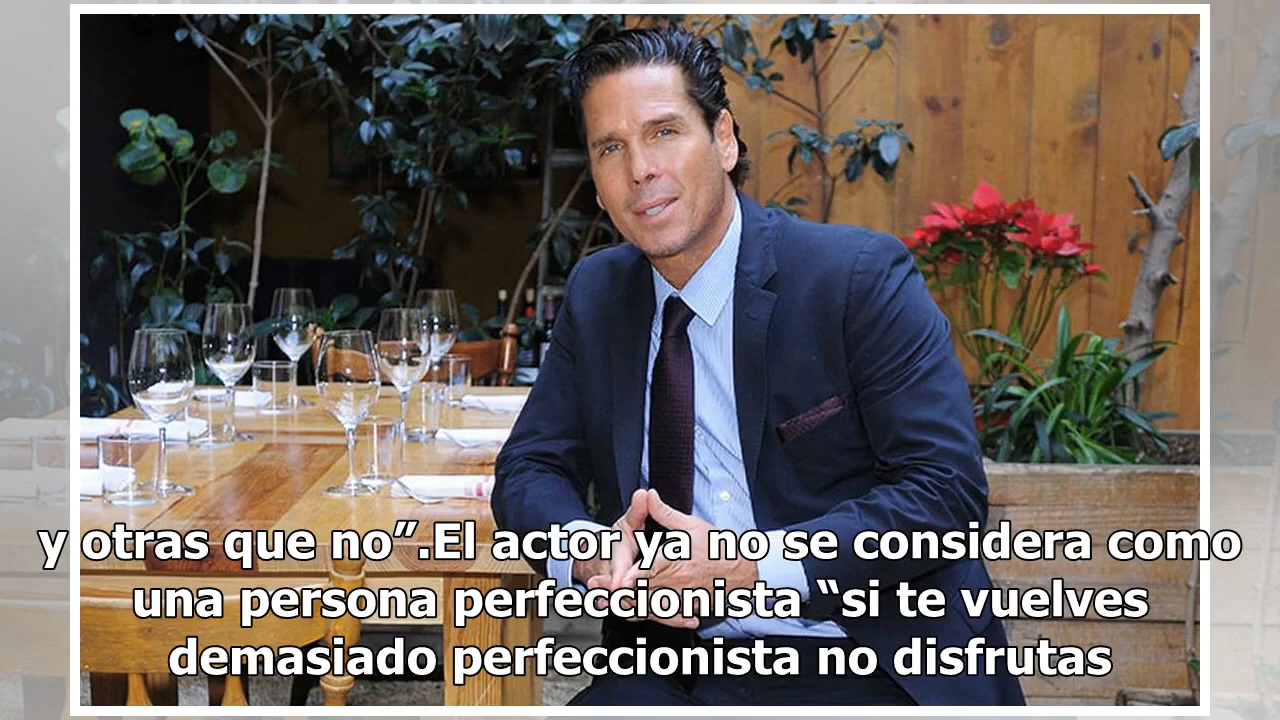 y otras que no”.El actor ya no se considera como
una persona perfeccionista “si te vuelves
demasiado perfeccionista no disfrutas